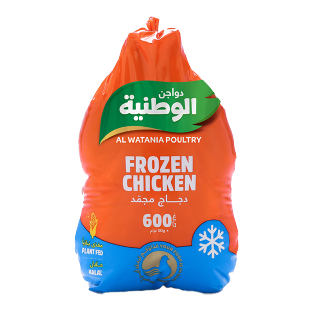 دواجن
الوطنية
AL WATANIA POULTRY
FROZEN
CHICKEN
دجاج مجمد
600
PLANT FED
HALAL